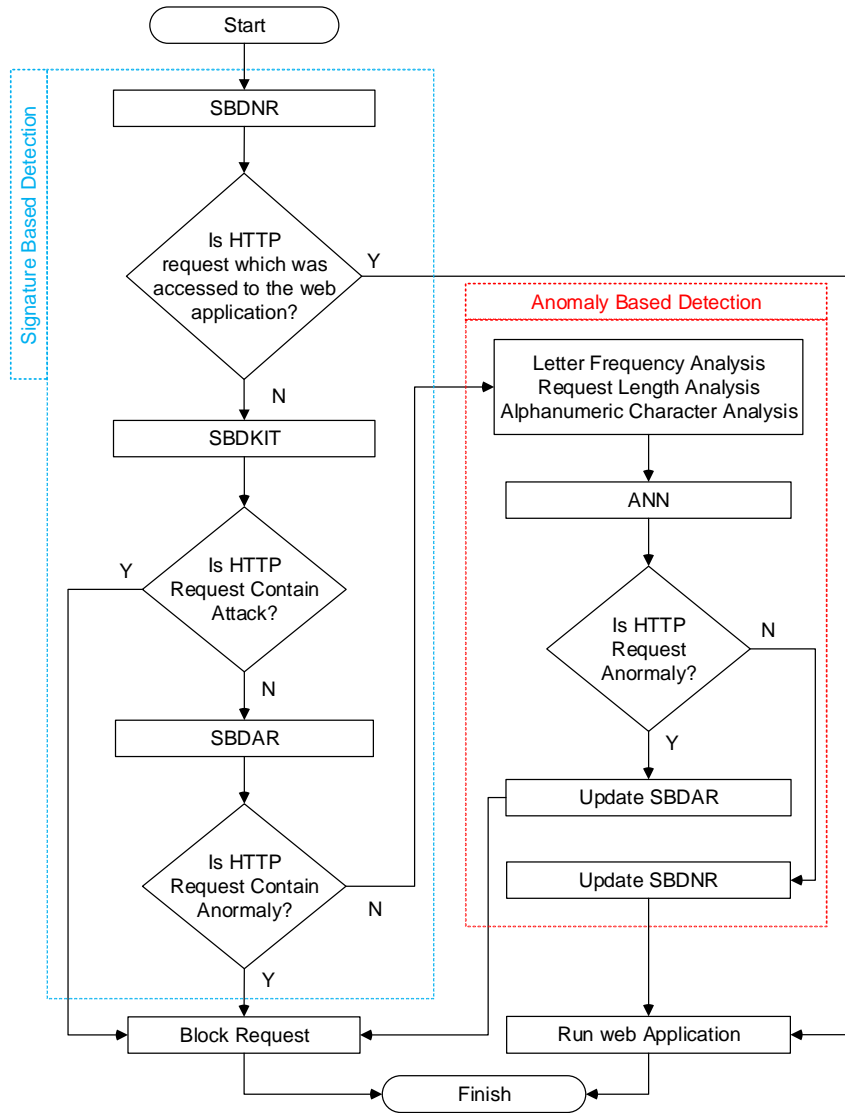 Start
Signature Based Detection
SBDNR
Is HTTP
request which was
accessed to the web
application?
Y
N
SBDKIT
Is HTTP
Request Contain
Attack?
Y
N
SBDAR
Is HTTP
Request Contain
Anormaly?
N
Y
Block Request
Anomaly Based Detection
Letter Frequency Analysis
Request Length Analysis
Alphanumeric Character Analysis
ANN
Is HTTP
Request
Anormaly?
N
Y
Update SBDAR
Update SBDNR
Run web Application
Finish